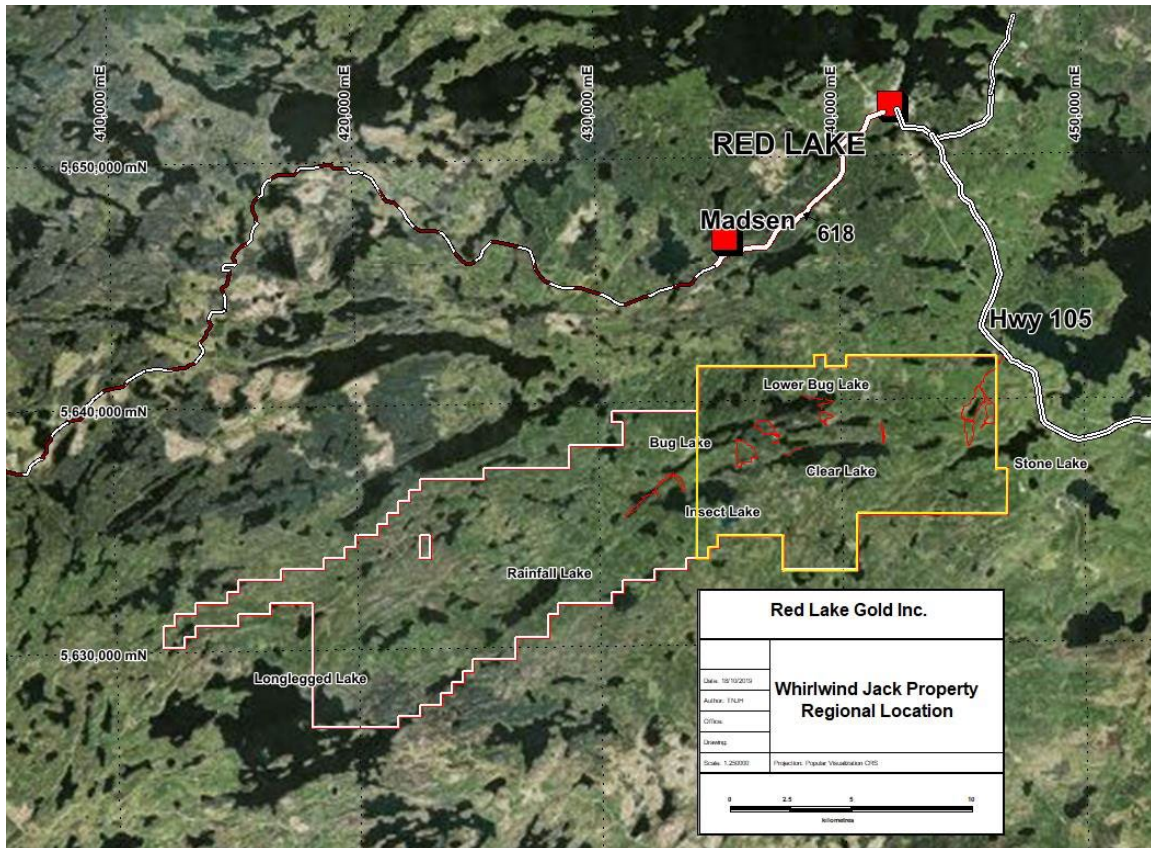 410,000 mE
420,000 mE
430,000 mE
440,000 mE
450,000 mE
5,650,000 mN
RED LAKE
Madsen
618
Hwy 105
Lower Bug Lake
5,640,000 mN
Bug Lake
Stone Lake
Clear Lake
Insect Lake
Rainfall Lake
5,630,000 mN
Longlegged Lake
Red Lake Gold Inc.
Date: 18/10/2019
Author: TNJH
Office:
Drawing:
Scale: 1:250000
Whirlwind Jack Property
Regional Location
Projection: Popular Visualisation CRS
0 2.5 5 10
kilometres